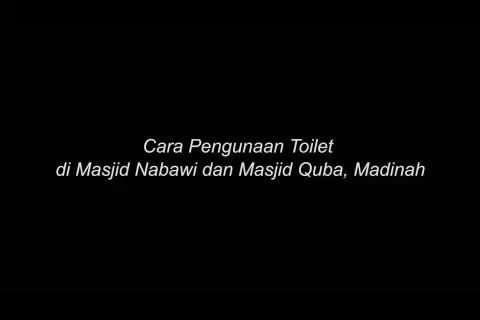 Cara Pengunaan Toilet
di Masjid Nabawi dan Masjid Quba, Madinah